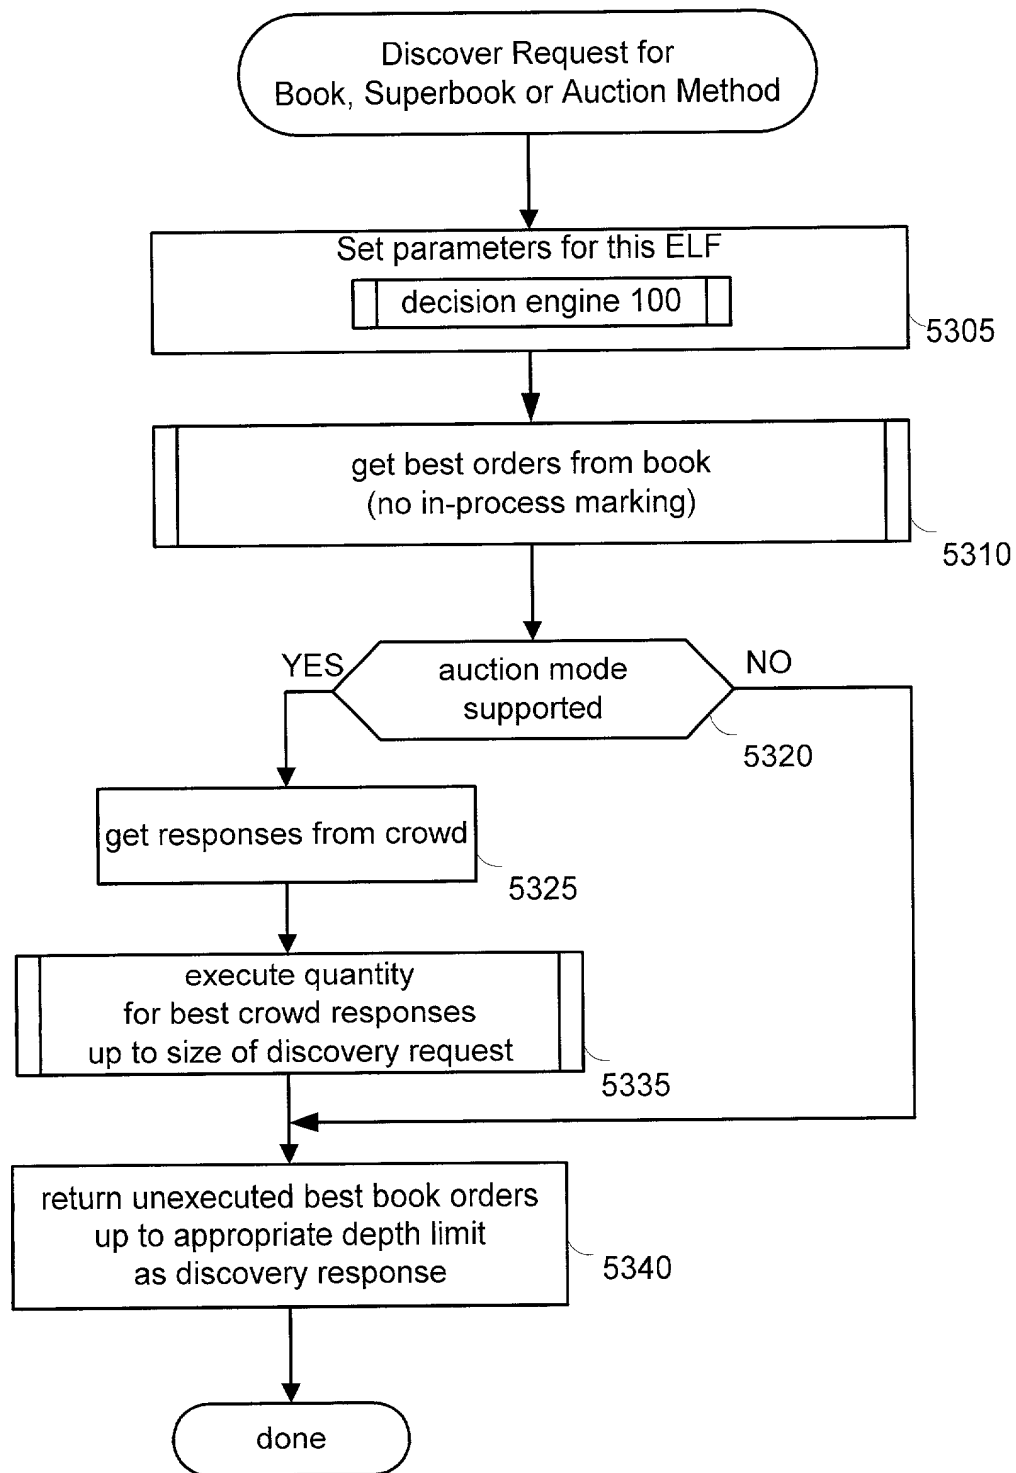 Discover Request for
Book, Superbook or Auction Method
Set parameters for this ELF
decision engine 100
5305
get best orders from book
(no in-process marking)
5310
YES
auction mode
supported
NO
5320
get responses from crowd
5325
execute quantity
for best crowd responses
up to size of discovery request
5335
return unexecuted best book orders
up to appropriate depth limit
as discovery response
5340
done